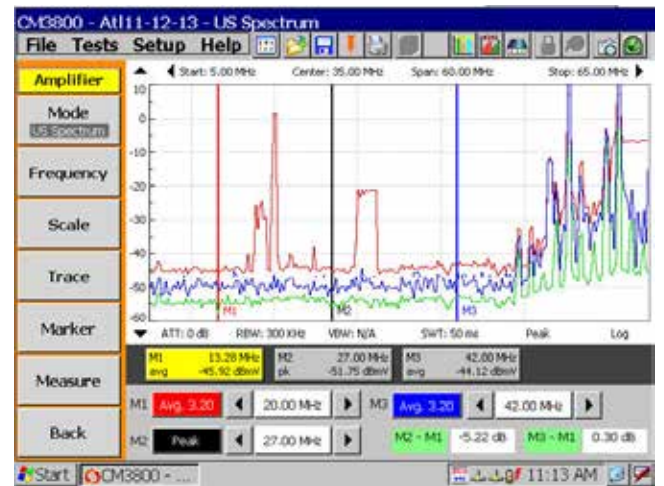 CM3800 - Atl11-12-13 - US Spectrum
File Tests Setup Help
Amplifier
Mode
US Spectrum
Frequency
Scale
Trace
Marker
Measure
Back
Start: 5.00 MHz Center: 35.00 MHz Span: 60.00 MHz Stop: 65.00 MHz
10
0
-20
-30
-40
-50
-60
M1
M2
M3
ATT: 0 dB RBW: 300 KHz VBW: N/A SWT: 50 ms Peak Log
M1 13.28 MHz M2 27.00 MHz M3 42.00 MHz
avg -45.92 dBmV pk -51.75 dBmV avg -44.12 dBmV
M1 Avg. 3.20 20.00 MHz M3 Avg. 3.20 42.00 MHz
M2 Peak 27.00 MHz M2 - M1 -5.22 dB M3 - M1 0.30 dB
Start CM3800 - ... 11:13 AM